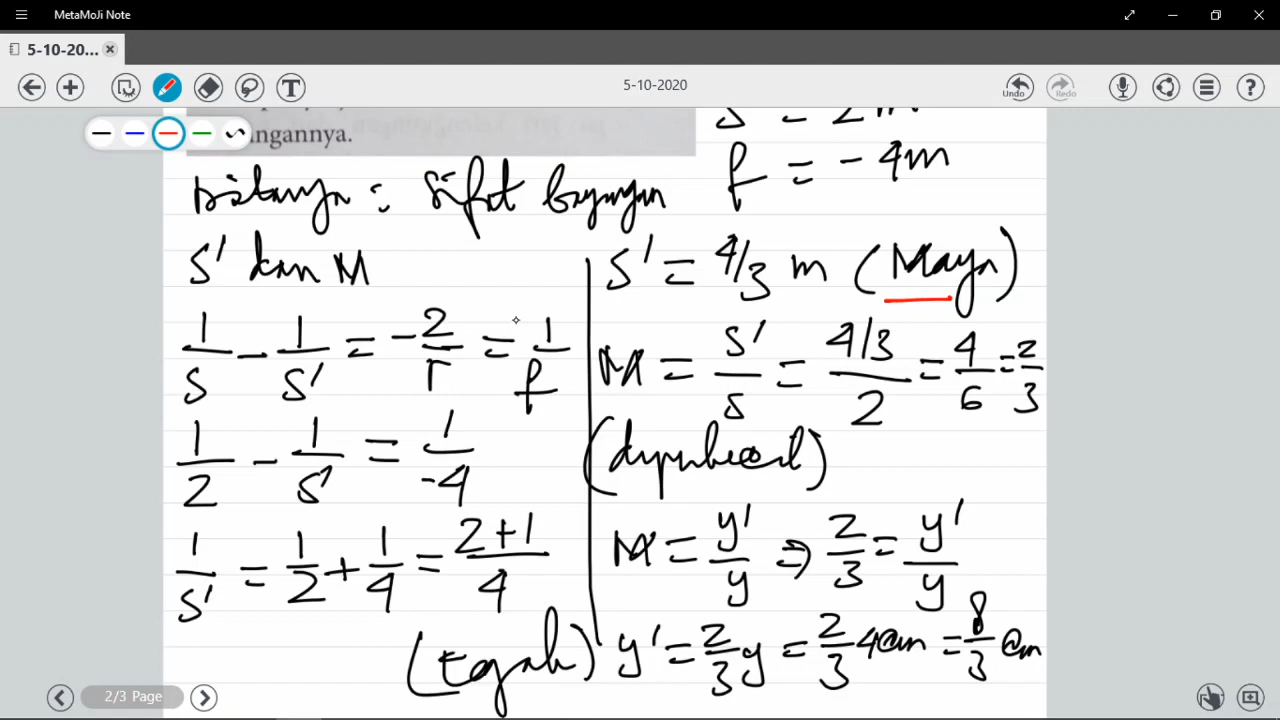 MetaMoJi Note
5-10-20...
5-10-2020
Undo
Redo
ngannya.
S = 2 m
f = - 4m
Ditanya : Sifat bayangan
S' dan M
1/s - 1/s' = -2/r = 1/f
1/2 - 1/s' = 1/-4
1/s' = 1/2 + 1/4 = 2+1/4
(tegak)
S' = 4/3 m (Maya)
M = s'/s = 4/3/2 = 4/6 = 2/3
(diperkecil)
M = y'/y ⇒ 2/3 = y'/y
y' = 2/3 y = 2/3 4cm = 8/3 cm
2/3 Page